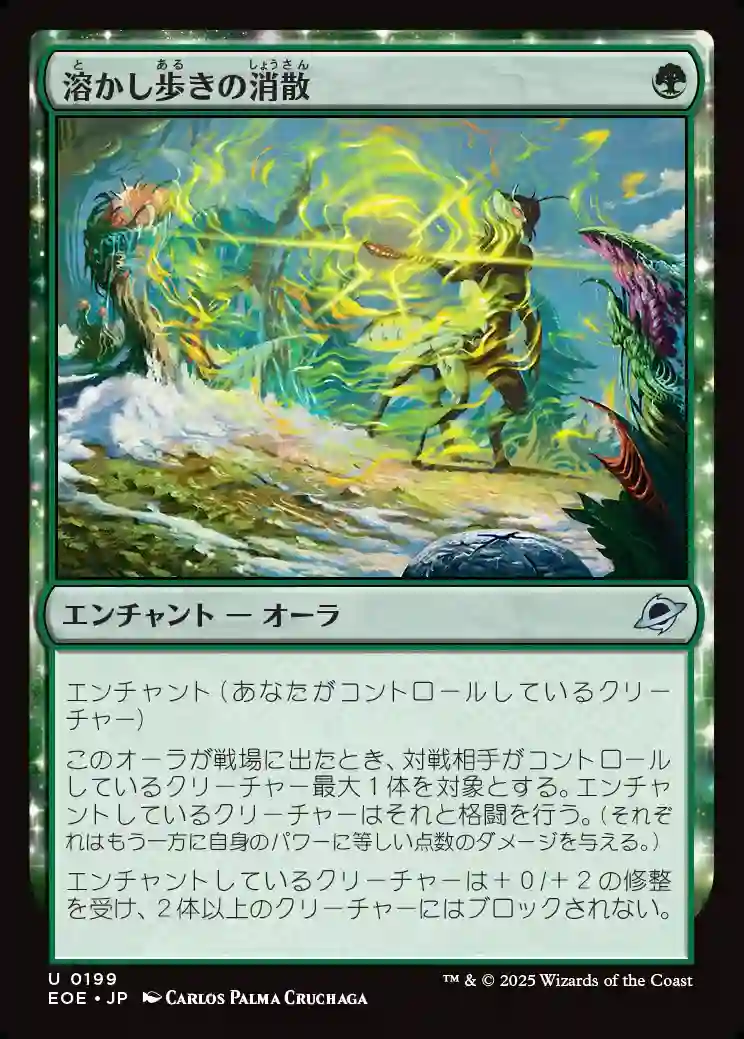 溶かし歩きの消散
エンチャント ― オーラ
エンチャント（あなたがコントロールしているクリー
チャー）
このオーラが戦場に出たとき、対戦相手がコントロール
しているクリーチャー最大１体を対象とする。エンチャ
ントしているクリーチャーはそれと格闘を行う。（それぞ
れはもう一方に自身のパワーに等しい点数のダメージを与える。）
エンチャントしているクリーチャーは＋０/＋２の修整
を受け、２体以上のクリーチャーにはブロックされない。
U 0199
EOE • JP Carlos Palma Cruchaga
™ & © 2025 Wizards of the Coast